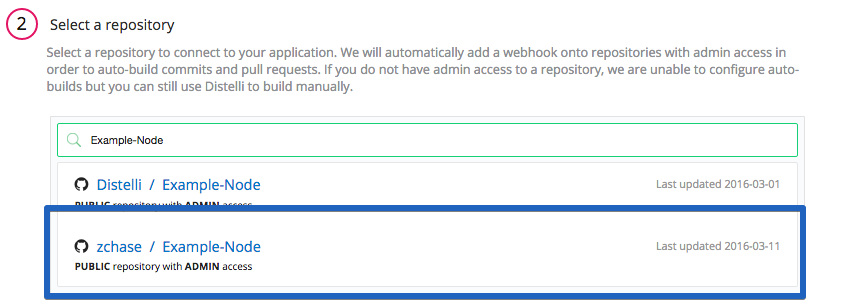 2 Select a repository
Select a repository to connect to your application. We will automatically add a webhook onto repositories with admin access in
order to auto-build commits and pull requests. If you do not have admin access to a repository, we are unable to configure auto-
builds but you can still use Distelli to build manually.
Example-Node
Distelli / Example-Node Last updated 2016-03-01
PUBLIC repository with ADMIN access
zchase / Example-Node Last updated 2016-03-11
PUBLIC repository with ADMIN access